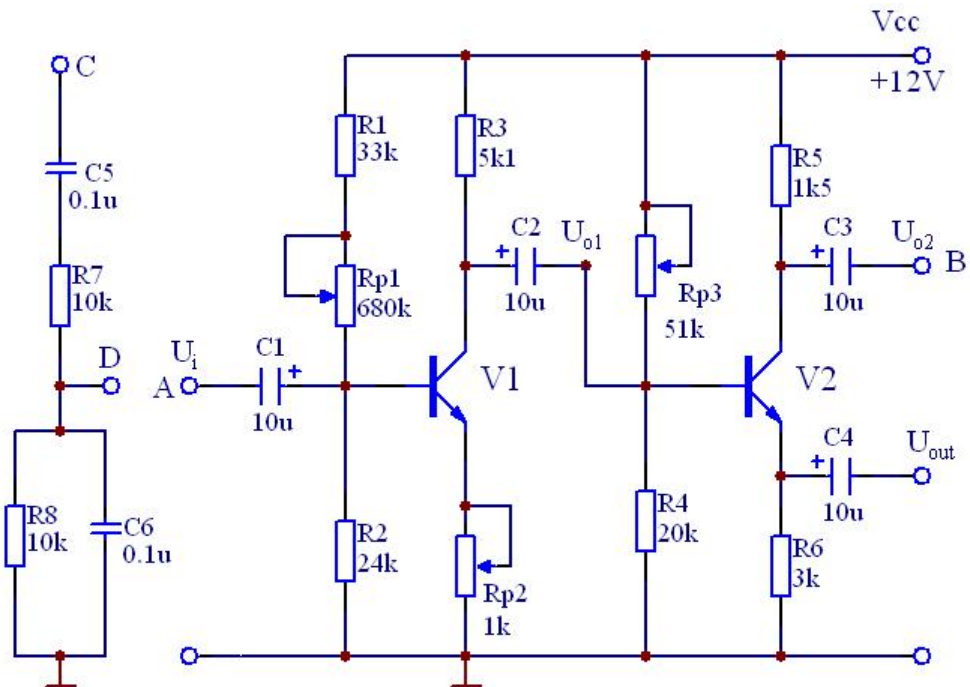 Vcc
+12V
C
C5
0.1u
R7
10k
D
R8
10k
C6
0.1u
Ui
A
C1
+
10u
R1
33k
Rp1
680k
R2
24k
R3
5k1
V1
Rp2
1k
C2
+
10u
Uo1
Rp3
51k
R4
20k
R5
1k5
V2
C3
+
10u
Uo2
B
C4
+
10u
Uout
R6
3k